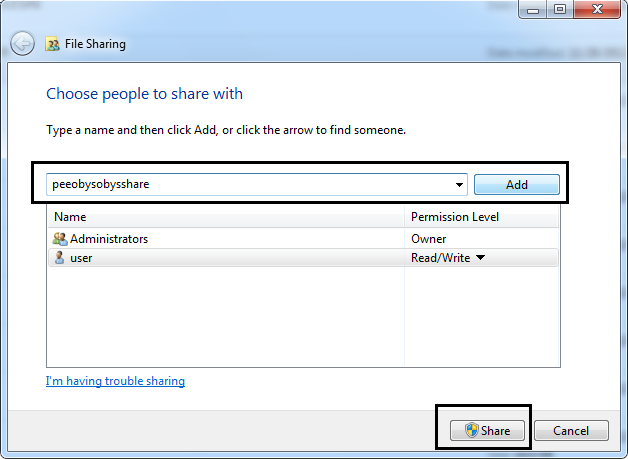 File Sharing
Choose people to share with
Type a name and then click Add, or click the arrow to find someone.
peeobysobysshare Add
Name Permission Level
Administrators Owner
user Read/Write
I'm having trouble sharing
Share Cancel